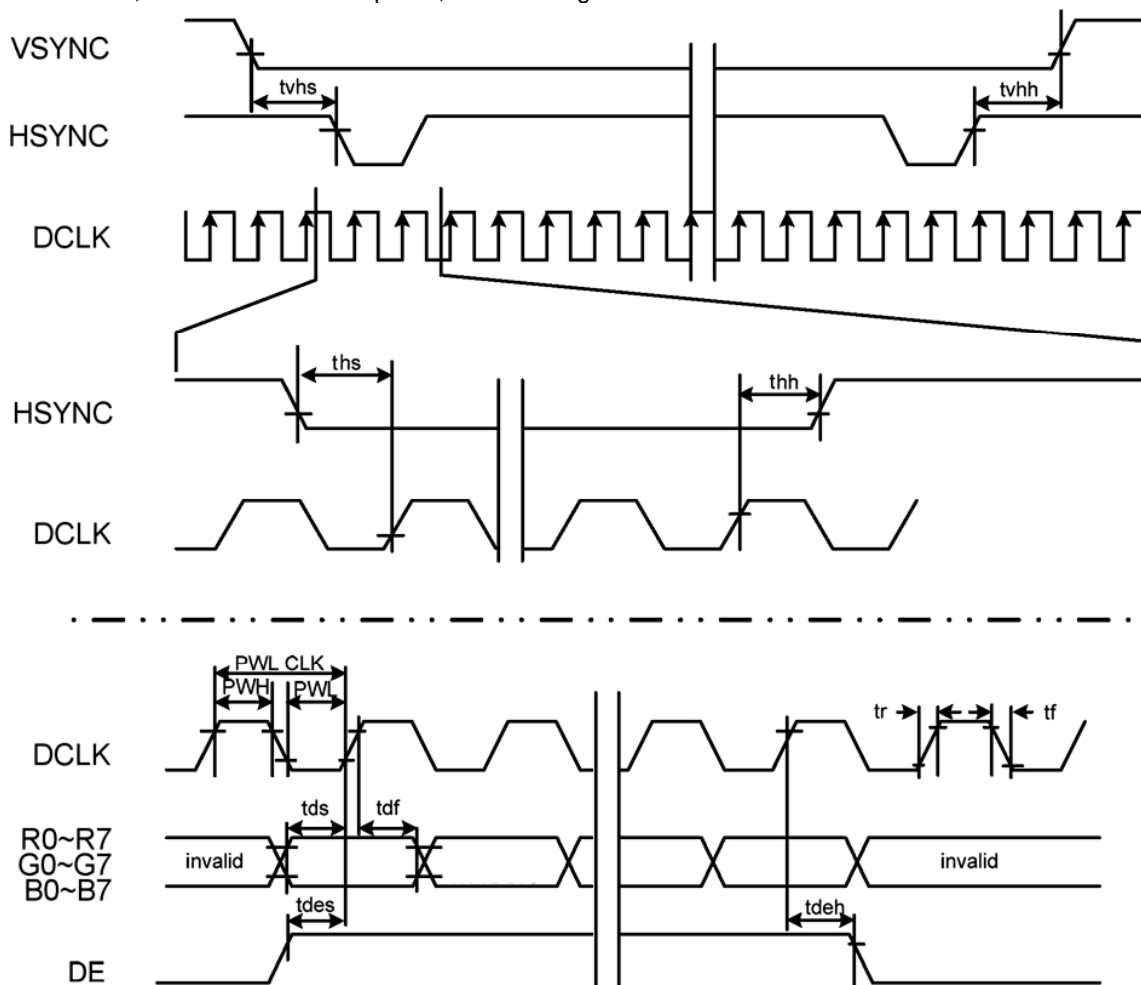 VSYNC
tvhs
tvhh
HSYNC
DCLK
ths
thh
HSYNC
DCLK
PWL CLK
PWH
PWL
tr
tf
DCLK
tds
tdf
R0~R7
G0~G7
B0~B7
invalid
invalid
tdes
tdeh
DE